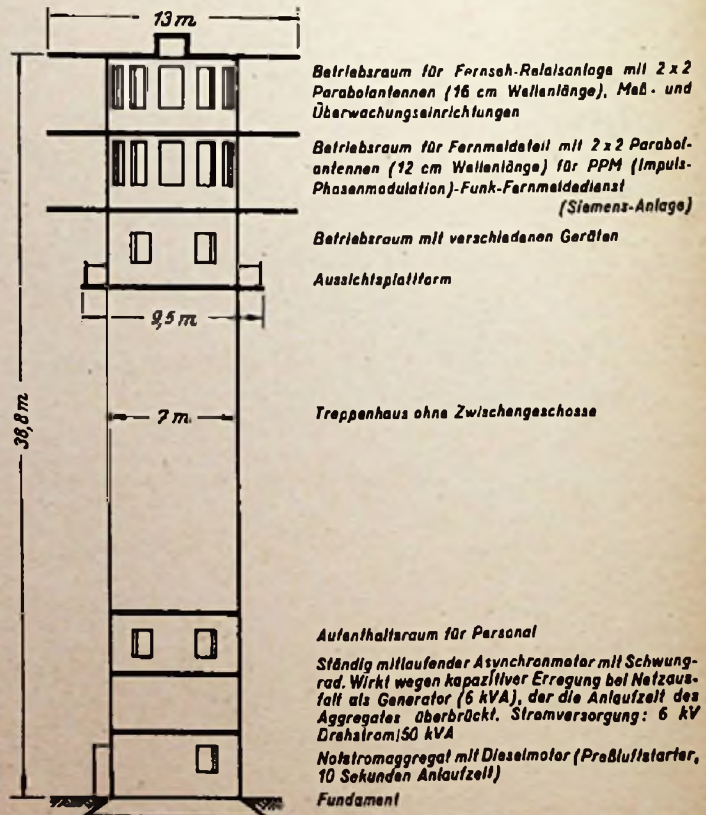 13 m
Betriebsraum für Fernseh-Relaisanlage mit 2 x 2
Parabolantennen (16 cm Wellenlänge), Meß- und
Überwachungseinrichtungen
Betriebsraum für Fernmeldeteil mit 2 x 2 Parabol-
antennen (12 cm Wellenlänge) für PPM (Impuls-
Phasenmodulation)-Funk-Fernmeldedienst
(Siemens-Anlage)
Betriebsraum mit verschiedenen Geräten
Aussichtsplattform
9,5 m
38,8 m
7 m
Treppenhaus ohne Zwischengeschosse
Aufenthaltsraum für Personal
Ständig mitlaufender Asynchronmotor mit Schwung-
rad. Wirkt wegen kapazitiver Erregung bei Netzaus-
fall als Generator (6 kVA), der die Anlaufzeit des
Aggregates überbrückt. Stromversorgung: 6 kV
Drehstrom/50 kVA
Notstromaggregat mit Dieselmotor (Preßluftstarter,
10 Sekunden Anlaufzeit)
Fundament